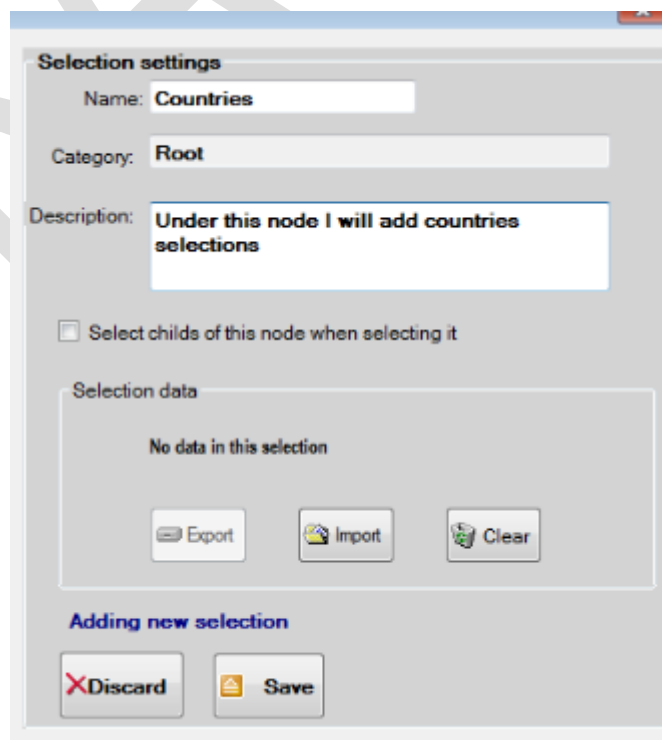 Selection settings
Name: Countries
Category: Root
Description: Under this node I will add countries
selections
Select childs of this node when selecting it
Selection data
No data in this selection
Export Import Clear
Adding new selection
Discard Save